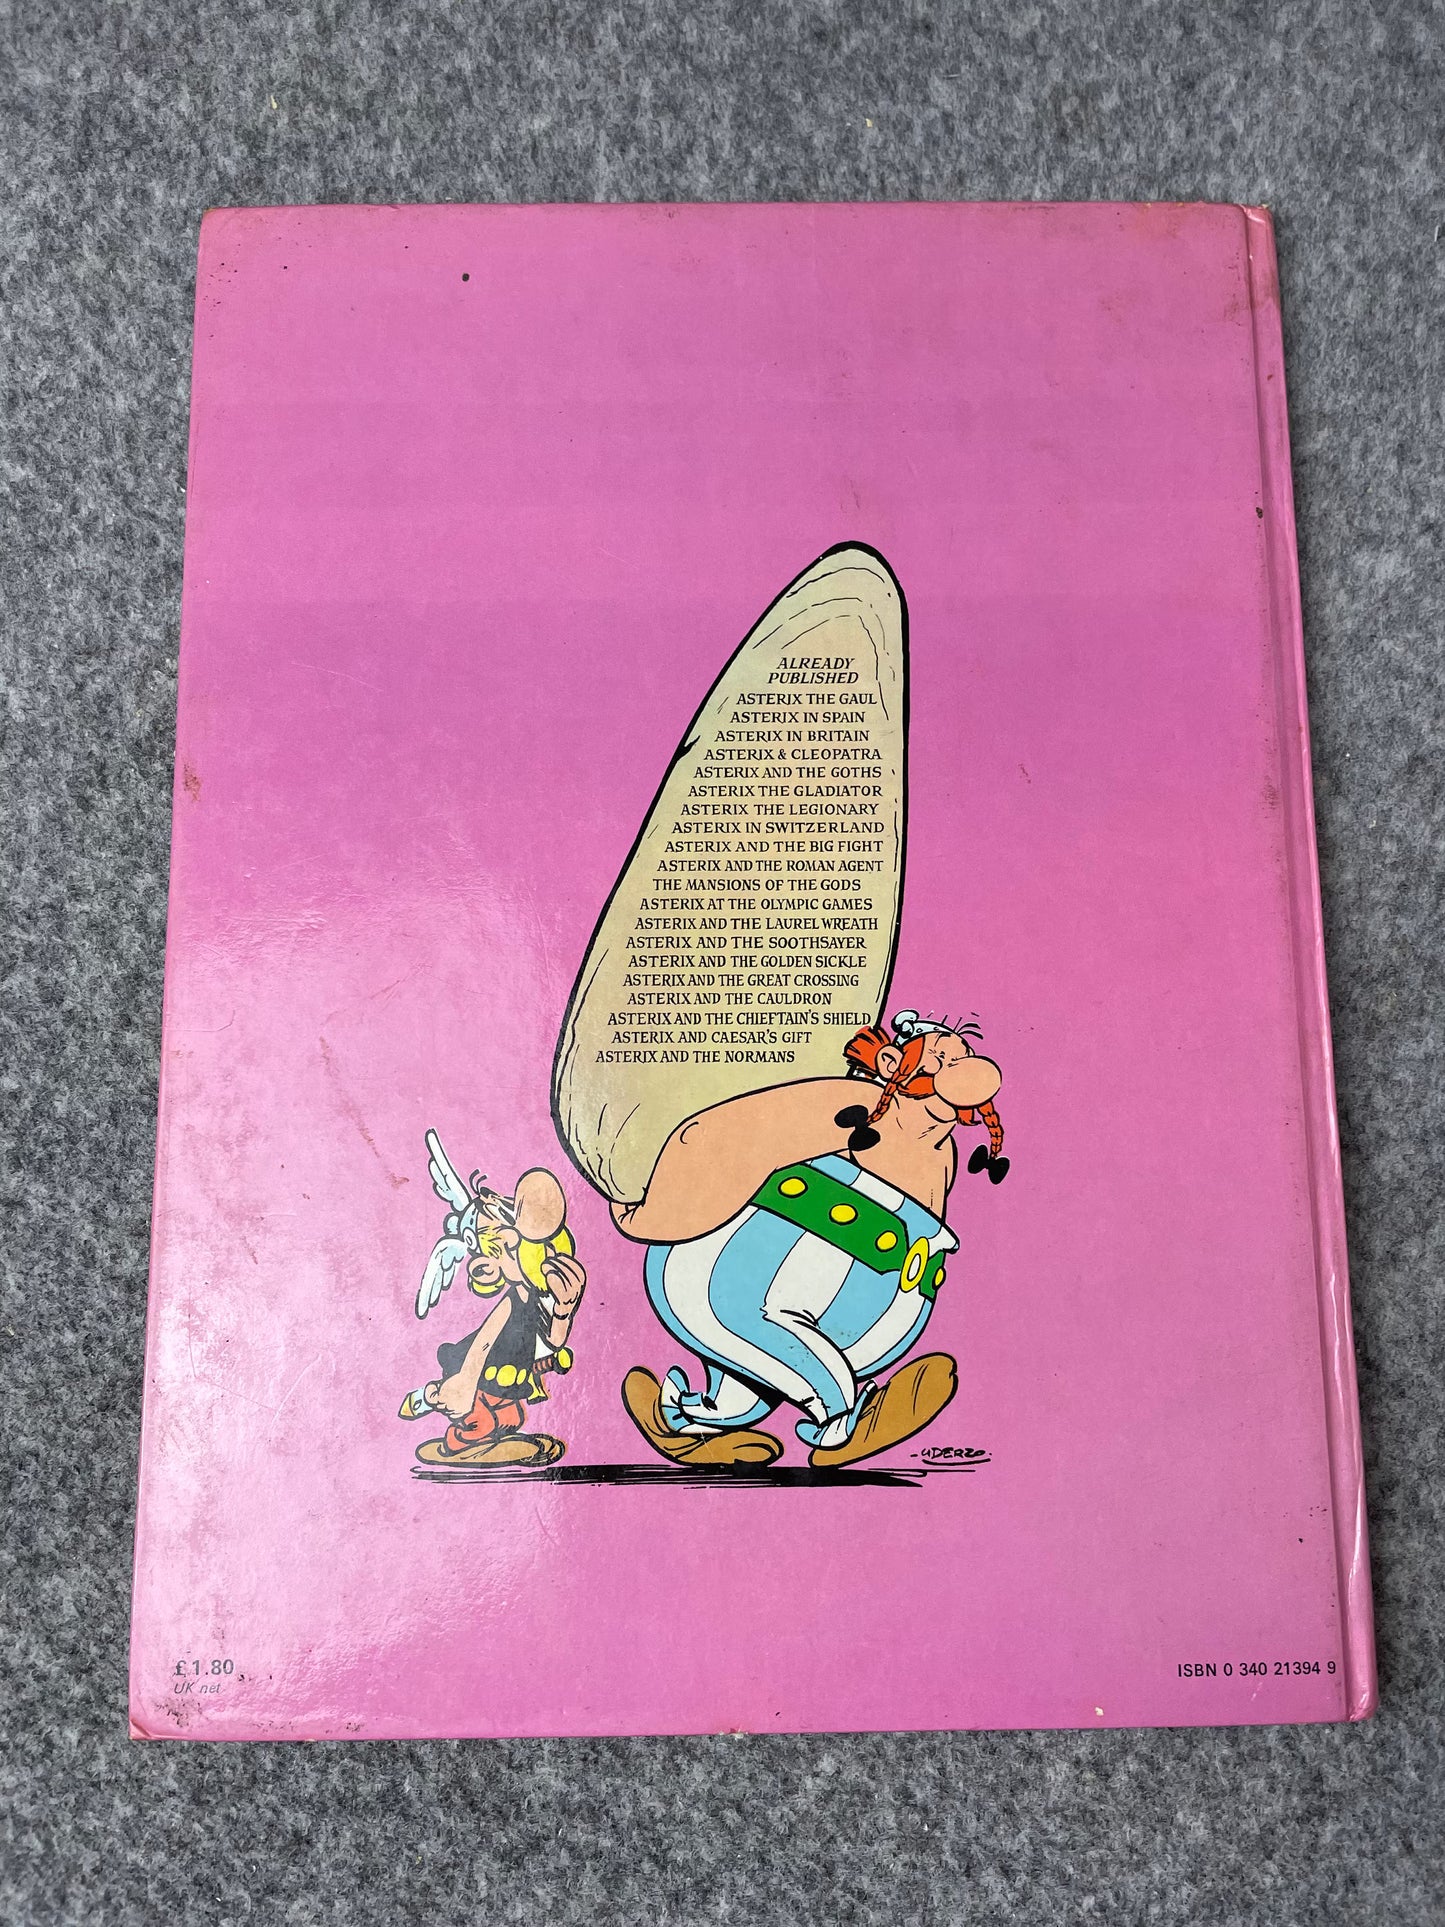 ALREADY
PUBLISHED
ASTERIX THE GAUL
ASTERIX IN SPAIN
ASTERIX IN BRITAIN
ASTERIX & CLEOPATRA
ASTERIX AND THE GOTHS
ASTERIX THE GLADIATOR
ASTERIX THE LEGIONARY
ASTERIX IN SWITZERLAND
ASTERIX AND THE BIG FIGHT
ASTERIX AND THE ROMAN AGENT
THE MANSIONS OF THE GODS
ASTERIX AT THE OLYMPIC GAMES
ASTERIX AND THE LAUREL WREATH
ASTERIX AND THE SOOTHSAYER
ASTERIX AND THE GOLDEN SICKLE
ASTERIX AND THE GREAT CROSSING
ASTERIX AND THE CAULDRON
ASTERIX AND THE CHIEFTAIN'S SHIELD
ASTERIX AND CAESAR'S GIFT
ASTERIX AND THE NORMANS
-UDERZO-
£1.80
UK net
ISBN 0 340 21394 9